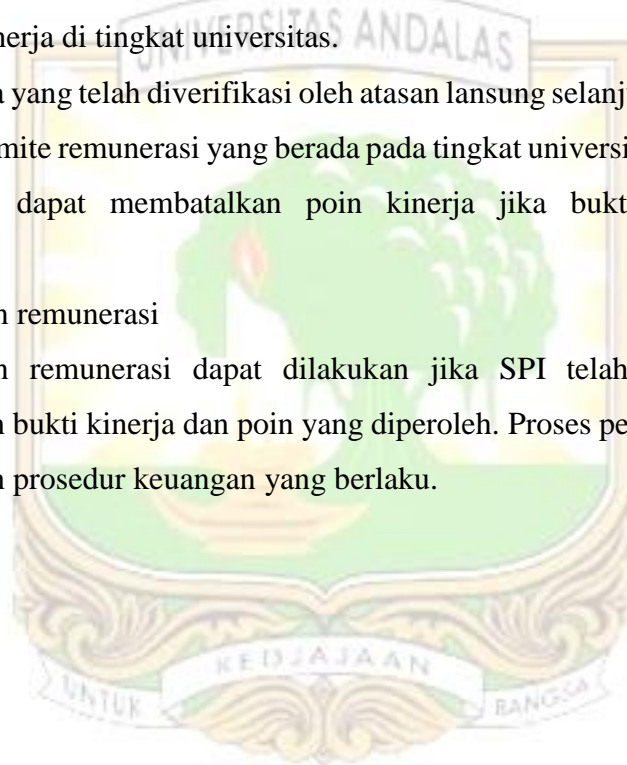 UNIVERSITAS ANDALAS
nerja di tingkat universitas.
yang telah diverifikasi oleh atasan lansung selanj
mite remunerasi yang berada pada tingkat universi
dapat membatalkan poin kinerja jika bukt
n remunerasi
n remunerasi dapat dilakukan jika SPI telah
n bukti kinerja dan poin yang diperoleh. Proses pe
n prosedur keuangan yang berlaku.
UNTUK KEDJAJAAN BANGSA